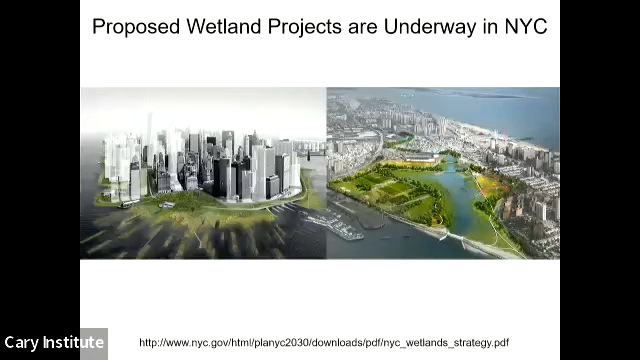 Proposed Wetland Projects are Underway in NYC
Cary Institute
http://www.nyc.gov/html/planyc2030/downloads/pdf/nyc_wetlands_strategy.pdf